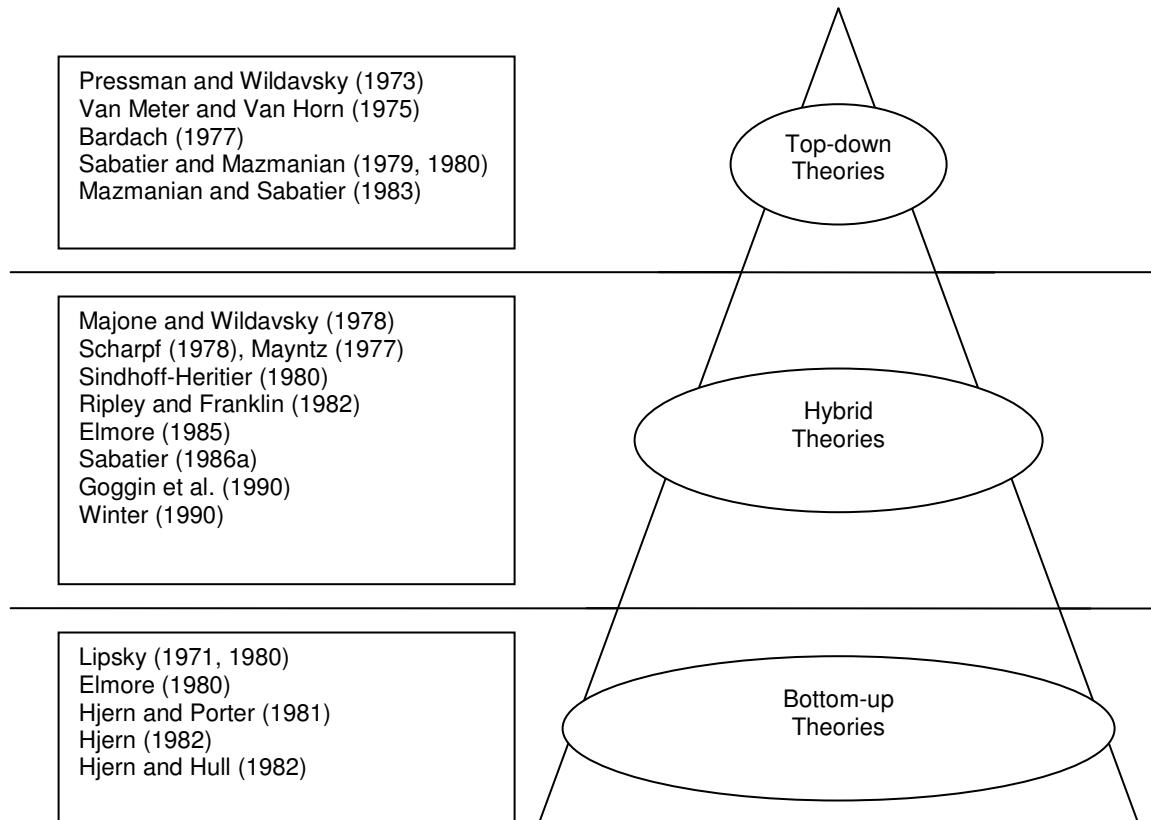 Pressman and Wildavsky (1973)
Van Meter and Van Horn (1975)
Bardach (1977)
Sabatier and Mazmanian (1979, 1980)
Mazmanian and Sabatier (1983)
Top-down
Theories
Majone and Wildavsky (1978)
Scharpf (1978), Mayntz (1977)
Sindhoff-Heritier (1980)
Ripley and Franklin (1982)
Elmore (1985)
Sabatier (1986a)
Goggin et al. (1990)
Winter (1990)
Hybrid
Theories
Lipsky (1971, 1980)
Elmore (1980)
Hjern and Porter (1981)
Hjern (1982)
Hjern and Hull (1982)
Bottom-up
Theories